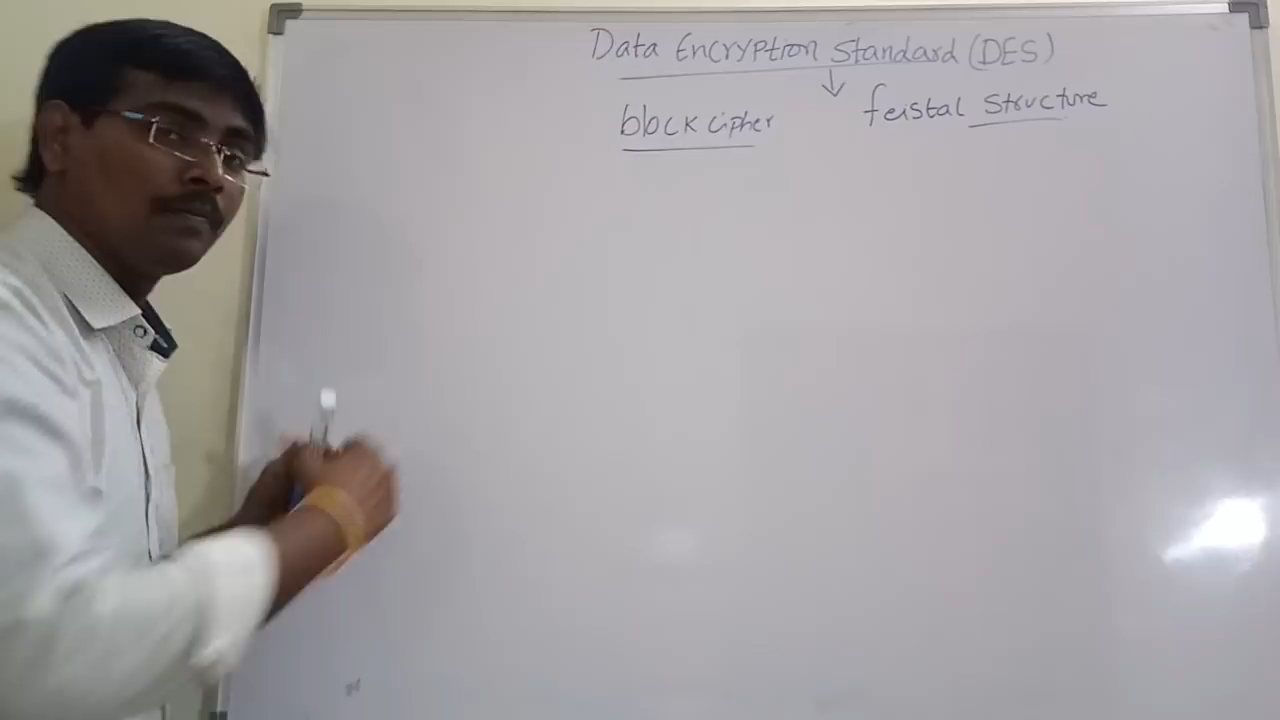 Data Encryption Standard (DES)
block cipher
feistal structure